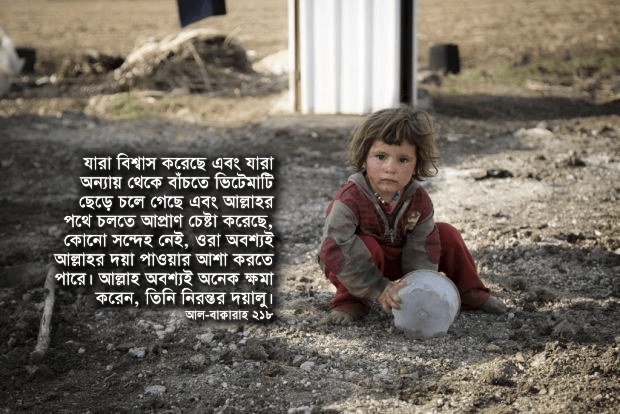 যারা বিশ্বাস করেছে এবং যারা
অন্যায় থেকে বাঁচতে ভিটেমাটি
ছেড়ে চলে গেছে এবং আল্লাহর
পথে চলতে আপ্রাণ চেষ্টা করেছে,
কোনো সন্দেহ নেই, ওরা অবশ্যই
আল্লাহর দয়া পাওয়ার আশা করতে
পারে। আল্লাহ অবশ্যই অনেক ক্ষমা
করেন, তিনি নিরন্তর দয়ালু।
আল-বাক্বারাহ ২১৮